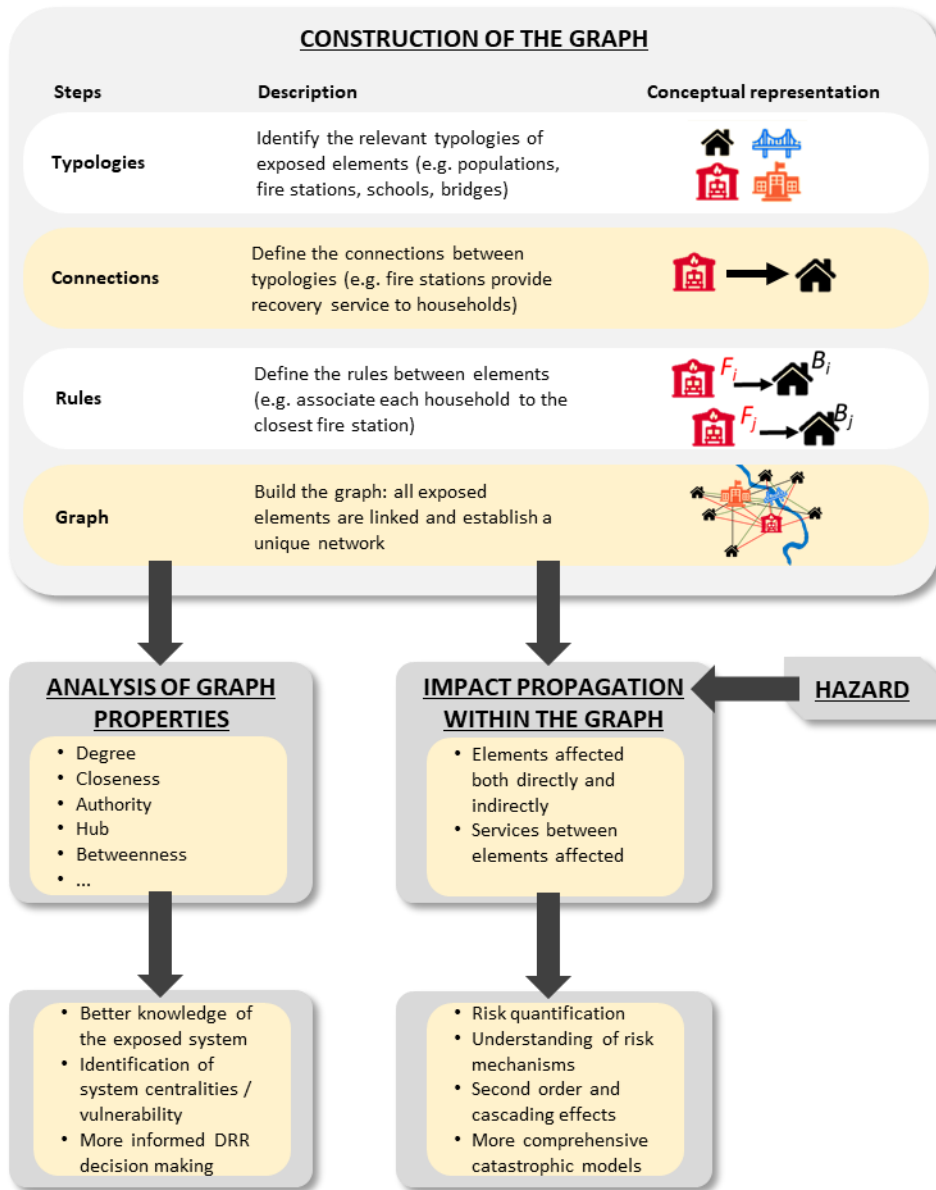 CONSTRUCTION OF THE GRAPH
Steps
Description
Conceptual representation
Typologies
Identify the relevant typologies of
exposed elements (e.g. populations,
fire stations, schools, bridges)
Connections
Define the connections between
typologies (e.g. fire stations provide
recovery service to households)
Rules
Define the rules between elements
(e.g. associate each household to the
closest fire station)
F_i
B_i
F_j
B_j
Graph
Build the graph: all exposed
elements are linked and establish a
unique network
ANALYSIS OF GRAPH
PROPERTIES
• Degree
• Closeness
• Authority
• Hub
• Betweenness
• ...
IMPACT PROPAGATION
WITHIN THE GRAPH
• Elements affected
both directly and
indirectly
• Services between
elements affected
HAZARD
• Better knowledge of
the exposed system
• Identification of
system centralities /
vulnerability
• More informed DRR
decision making
• Risk quantification
• Understanding of risk
mechanisms
• Second order and
cascading effects
• More comprehensive
catastrophic models